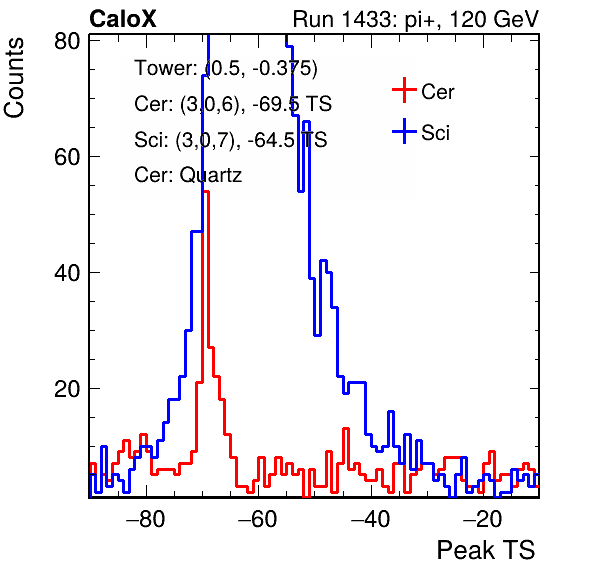 CaloX Run 1433: pi+, 120 GeV
Counts
80
60
40
20
Tower: (0.5, -0.375)
Cer: (3,0,6), -69.5 TS
Sci: (3,0,7), -64.5 TS
Cer: Quartz
Cer
Sci
−80 −60 −40 −20
Peak TS